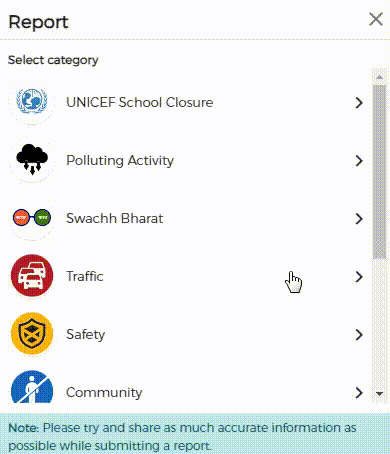 Report
Select category
UNICEF School Closure
Polluting Activity
Swachh Bharat
Traffic
Safety
Community
Note: Please try and share as much accurate information as
possible while submitting a report.